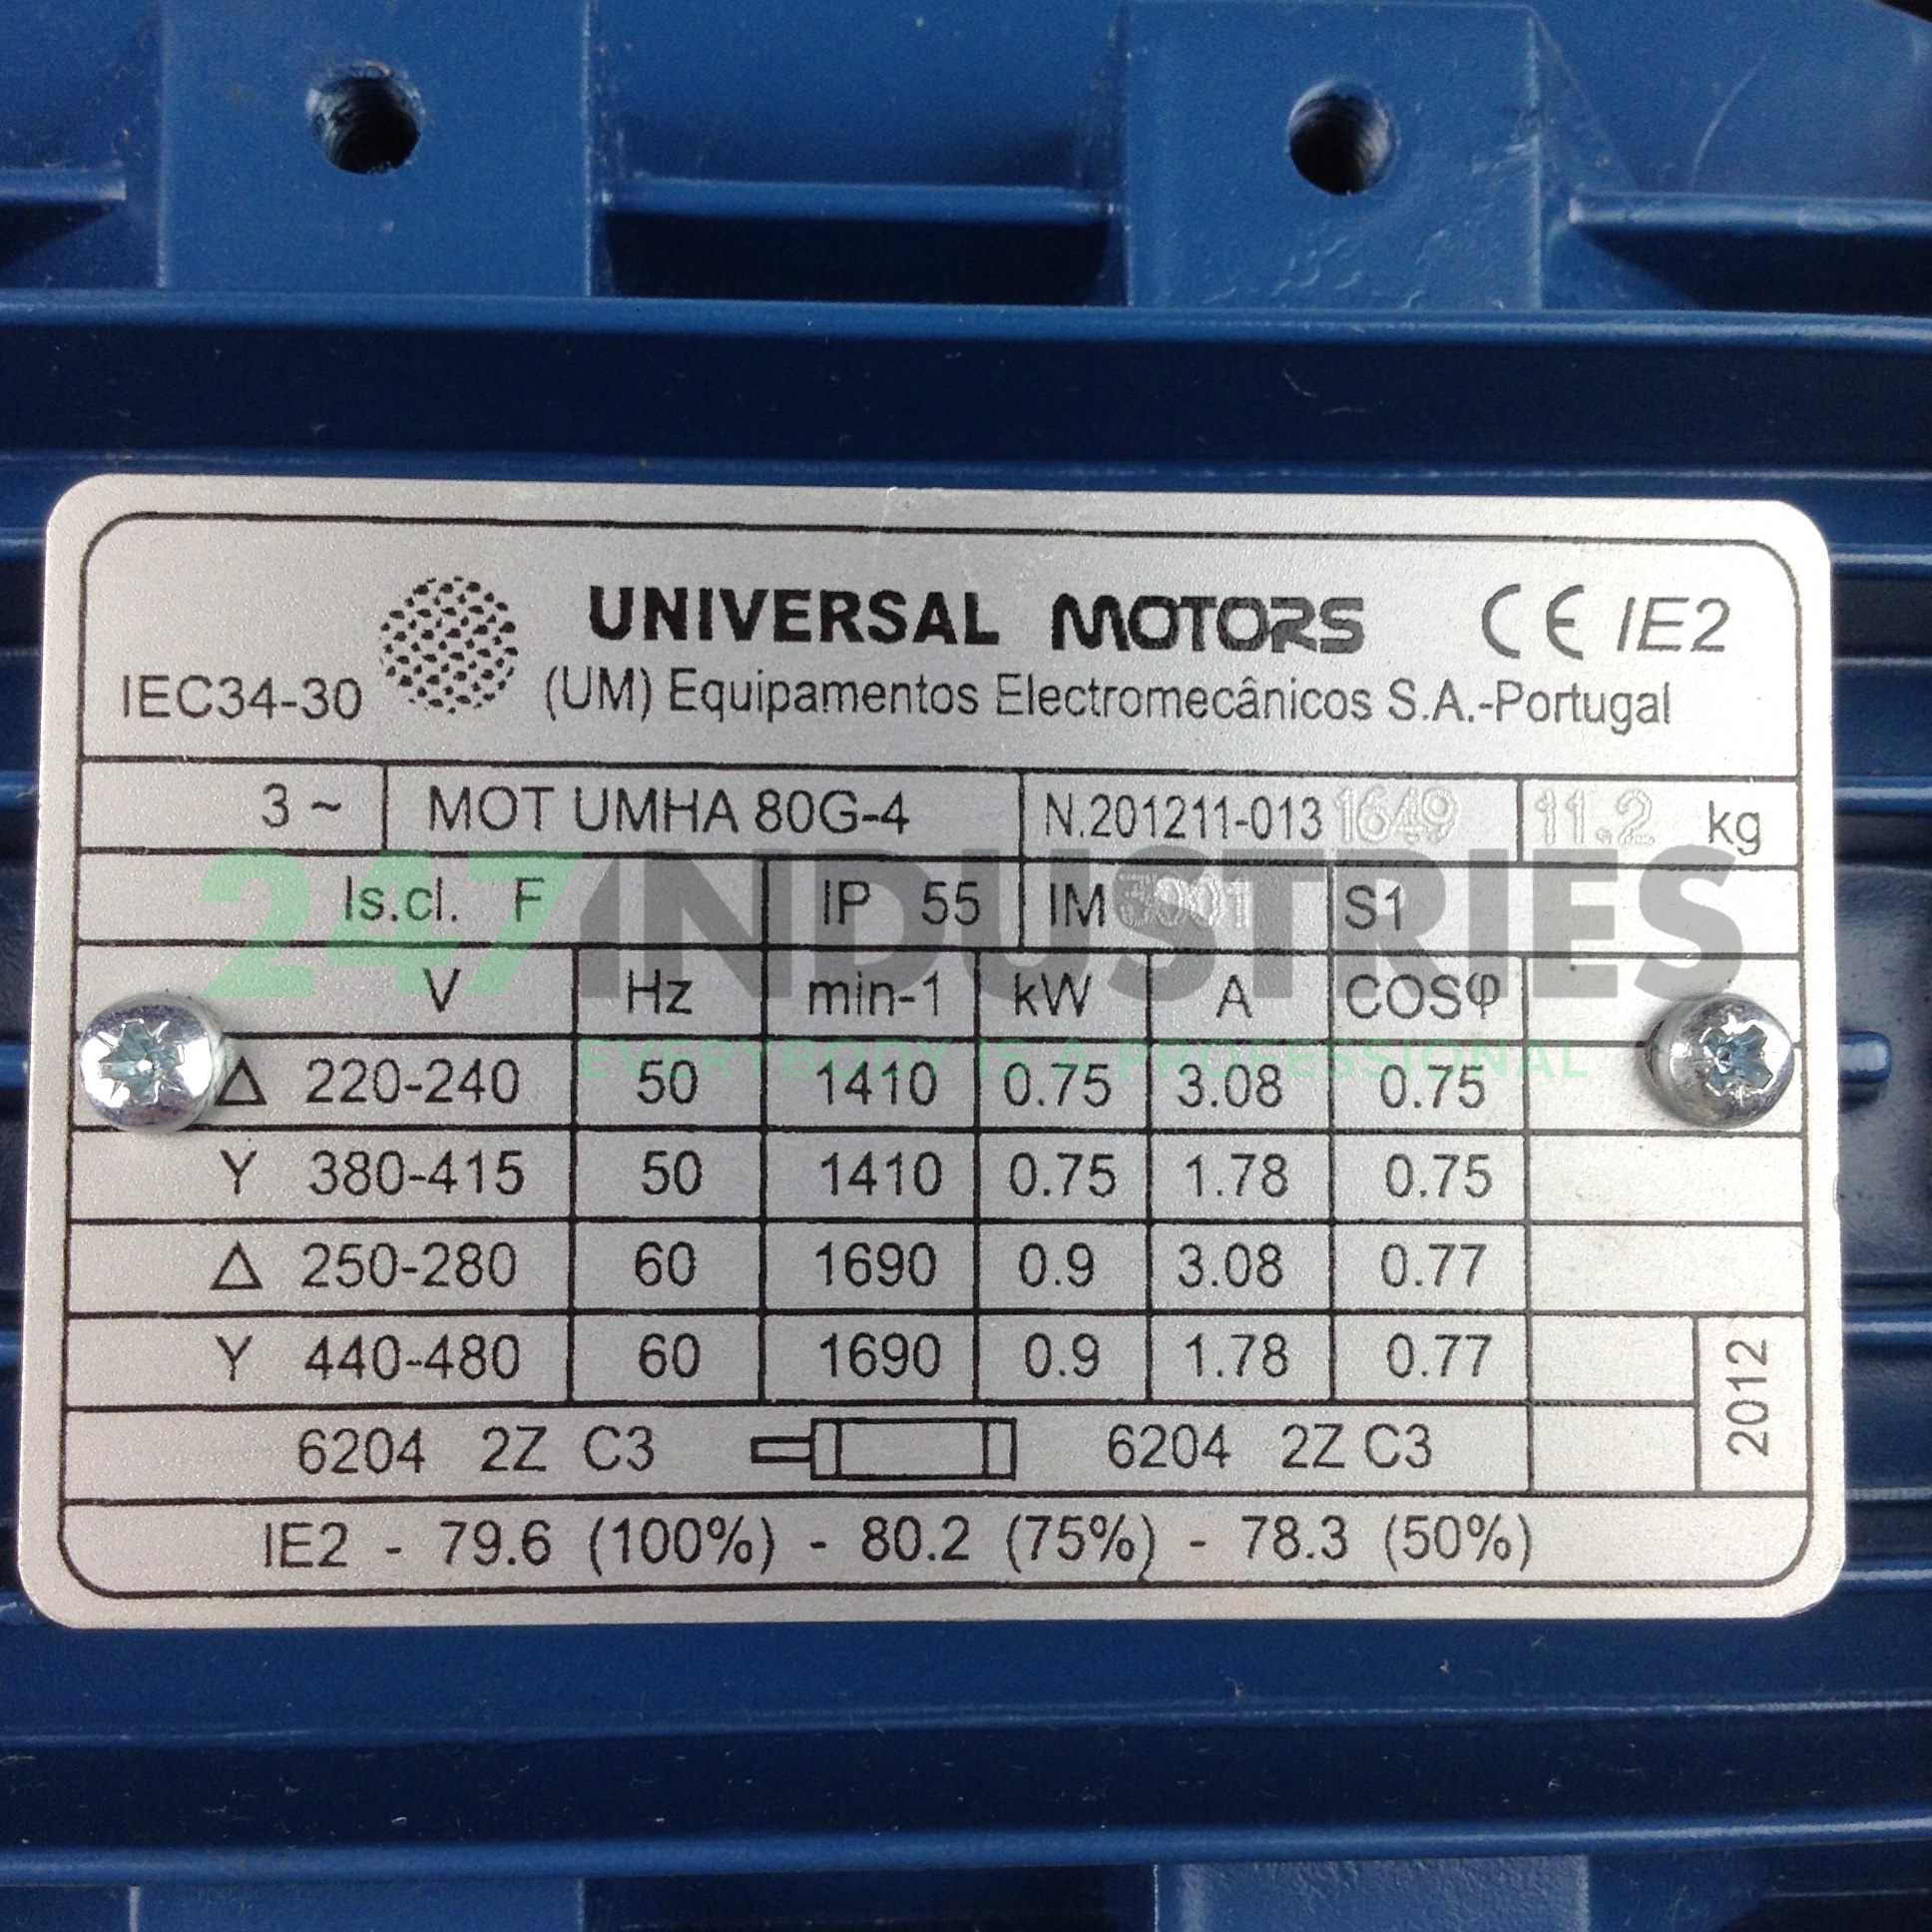 UNIVERSAL MOTORS CE IE2
IEC34-30 (UM) Equipamentos Electromecânicos S.A.-Portugal
3 ~ MOT UMHA 80G-4 N.201211-013 1649 11.2 kg
247 INDUSTRIES
Is.cl. F IP 55 IM S1
V Hz min-1 kW A COSφ
EVERYBODY IS A PROFESSIONAL
Δ 220-240 50 1410 0.75 3.08 0.75
Y 380-415 50 1410 0.75 1.78 0.75
Δ 250-280 60 1690 0.9 3.08 0.77
Y 440-480 60 1690 0.9 1.78 0.77
2012
6204 2Z C3 6204 2Z C3
IE2 - 79.6 (100%) - 80.2 (75%) - 78.3 (50%)